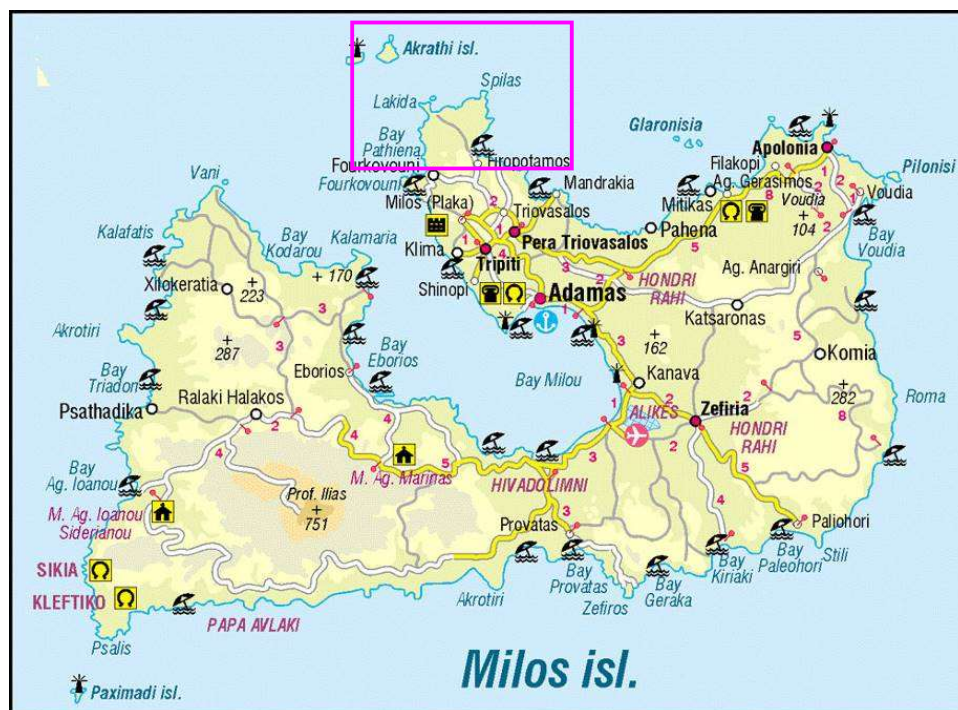 Akrathi isl.
Spilas
Lakida
Bay
Pathiena
Glaronisia
Apolonia
Fourkovouni
Fourkovouni
Filakopi
Ag. Gerasimos
Pilonisi
Mandrakia
Vani
Milos (Plaka)
Triovasalos
Mitikas
Voudia
104
Voudia
Bay
Voudia
Kalafatis
Bay
Kodarou
Kalamaria
Klima
Pera Triovasalos
Pahena
Tripiti
Ag. Anargiri
Xilokeratia
223
170
Shinopi
HONDRI
RAHI
Adamas
Katsaronas
Akrotiri
287
Bay
Eborios
162
Komia
Bay
Triadon
Eborios
Bay Milou
Kanava
282
Roma
Psathadika
Ralaki Halakos
ALIKES
Zefiria
HONDRI
RAHI
Bay
Ag. Ioanou
M. Ag. Marinas
HIVADOLIMNI
M. Ag. Ioanou
Siderianou
Prof. Ilias
751
Provatas
Paliohori
SIKIA
KLEFTIKO
Akrotiri
Bay
Provatas
Zefiros
Bay
Geraka
Bay
Kiriaki
Bay
Paleohori
Stili
PAPA AVLAKI
Psalis
Milos isl.
Paximadi isl.